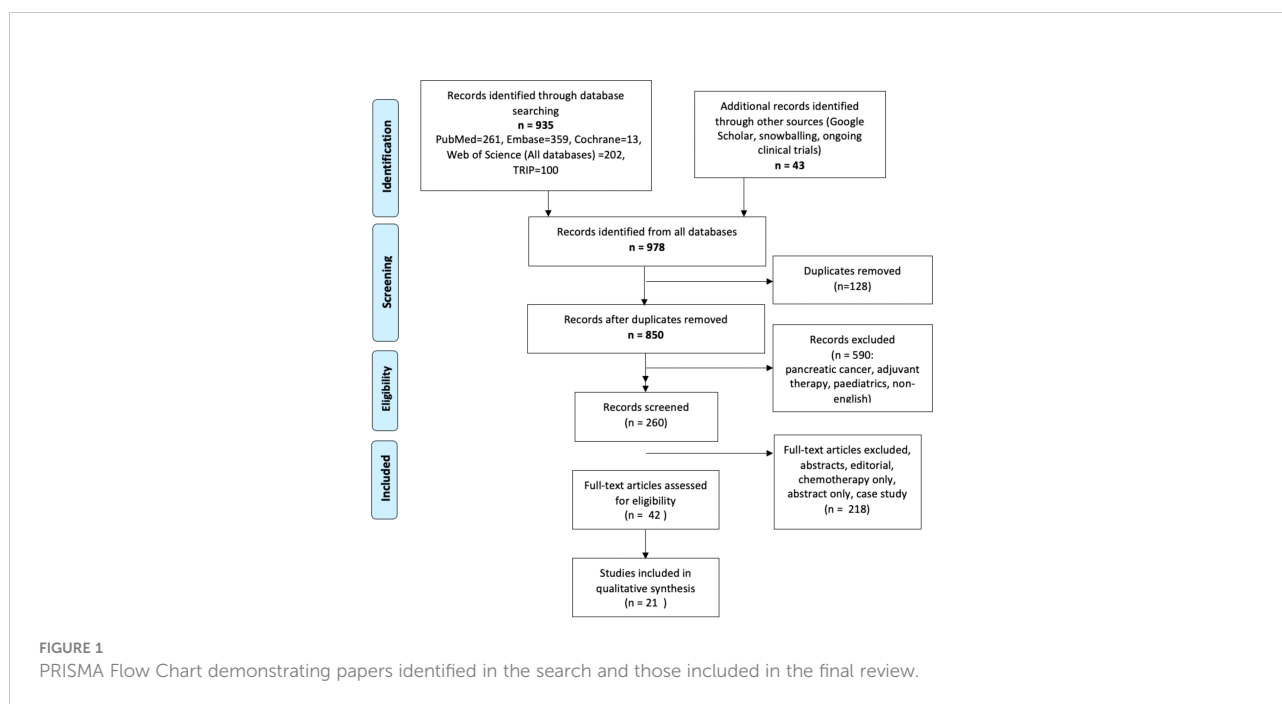 Identification
Records identified through database
searching
n = 935
PubMed=261, Embase=359, Cochrane=13,
Web of Science (All databases) =202,
TRIP=100
Additional records identified
through other sources (Google
Scholar, snowballing, ongoing
clinical trials)
n = 43
Screening
Records identified from all databases
n = 978
Duplicates removed
(n=128)
Records after duplicates removed
n = 850
Eligibility
Records excluded
(n = 590:
pancreatic cancer, adjuvant
therapy, paediatrics, non-
english)
Records screened
(n = 260)
Included
Full-text articles excluded,
abstracts, editorial,
chemotherapy only,
abstract only, case study
(n = 218)
Full-text articles assessed
for eligibility
(n = 42 )
Studies included in
qualitative synthesis
(n = 21 )
FIGURE 1
PRISMA Flow Chart demonstrating papers identified in the search and those included in the final review.